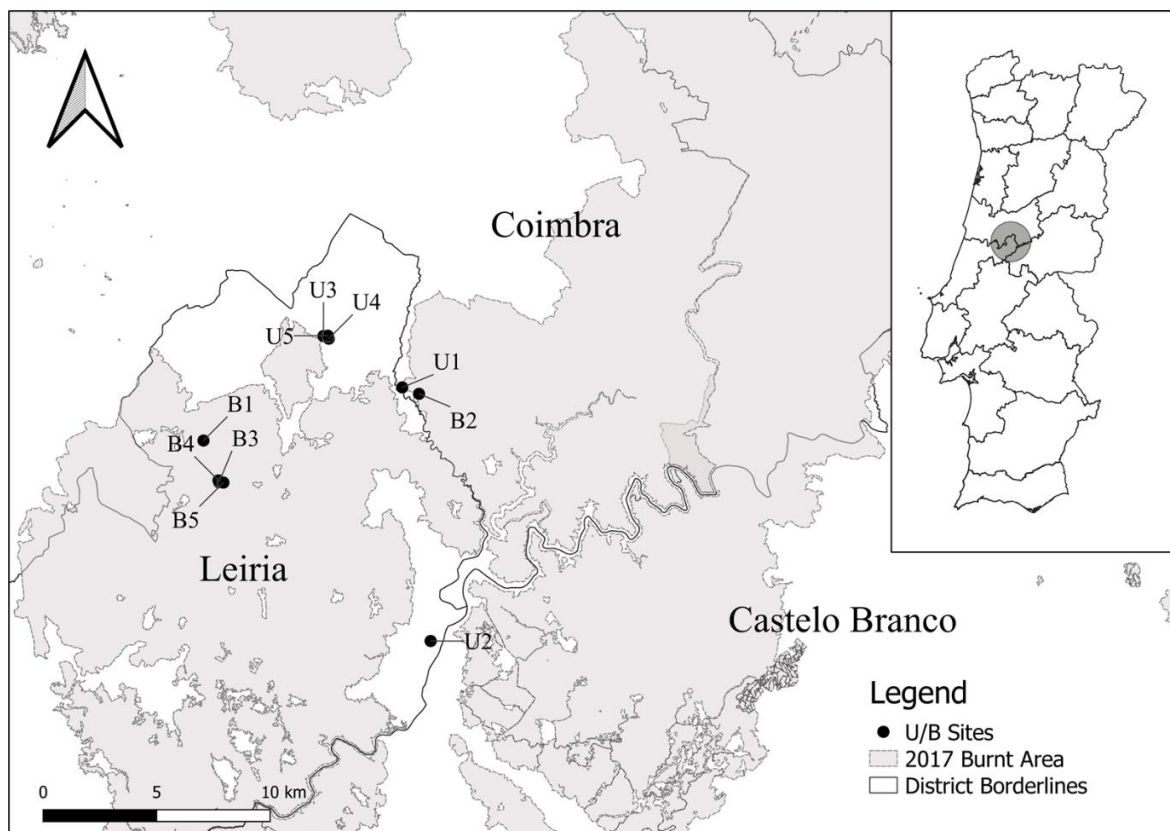 Coimbra
U3
U4
U5
U1
B2
B1
B4
B3
B5
Leiria
U2
Castelo Branco
Legend
U/B Sites
2017 Burnt Area
District Borderlines
0 5 10 km